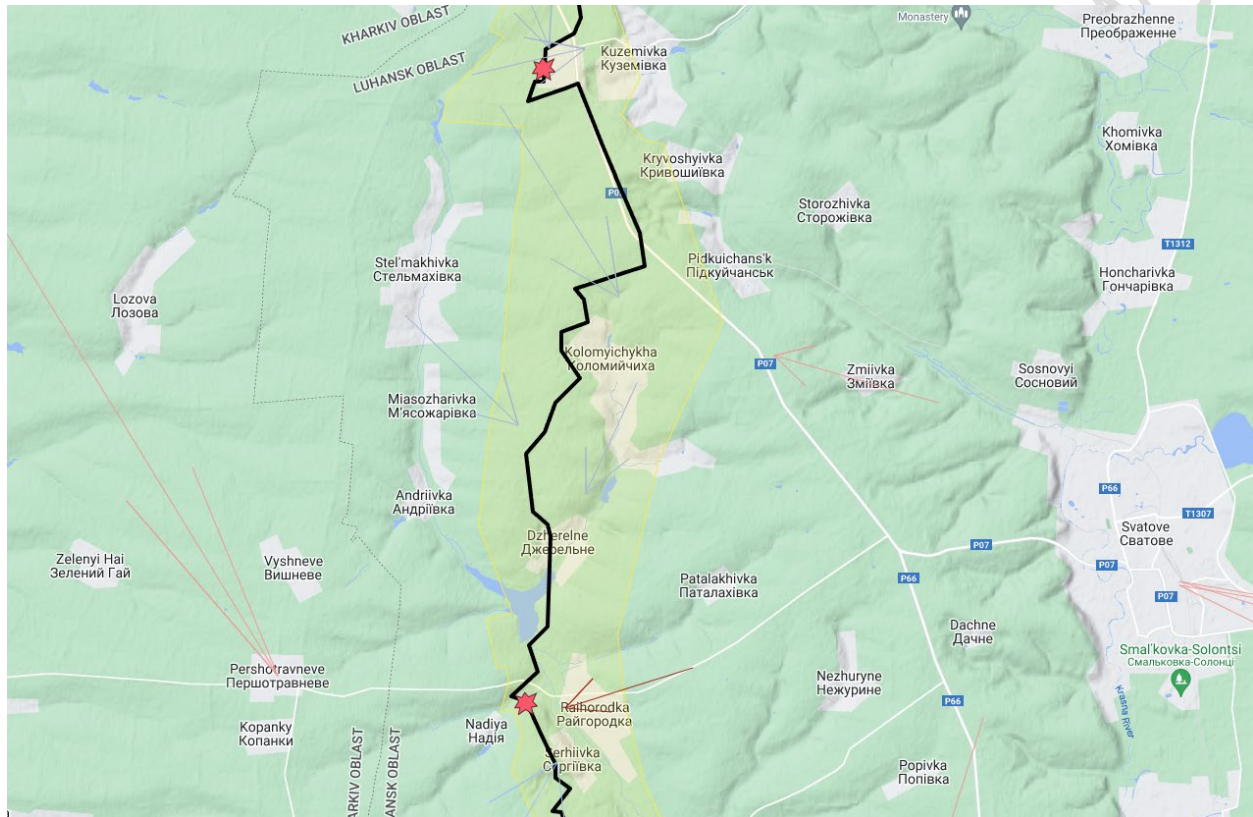 KHARKIV OBLAST
LUHANSK OBLAST
Kuzemivka
Куземівка
Monastery
Preobrazhenne
Преображенне
Khomivka
Хомівка
Kryvoshyivka
Кривошиївка
P07
Storozhivka
Сторожівка
T1312
Stel'makhivka
Стельмахівка
Pidkuichans'k
Підкуйчанськ
Honcharivka
Гончарівка
Lozova
Лозова
Kolomyichykha
Коломийчиха
P07
Zmiivka
Зміївка
Sosnovyi
Сосновий
Miasozharivka
М'ясожарівка
Andriivka
Андріївка
P66
T1307
Svatove
Сватове
Dzherelne
Джерельне
P07
P07
P66
P07
Zelenyi Hai
Зелений Гай
Vyshneve
Вишневе
Patalakhivka
Паталахівка
Dachne
Дачне
Smal'kovka-Solontsi
Смальковка-Солонці
Pershotravneve
Першотравневе
Nezhuryne
Нежурине
Krasna River
P66
Raihorodka
Райгородка
Kopanky
Копанки
Nadiya
Надія
Serhiivka
Сергіївка
Popivka
Попівка
ARKIV OBLAST
ANSK OBLAST